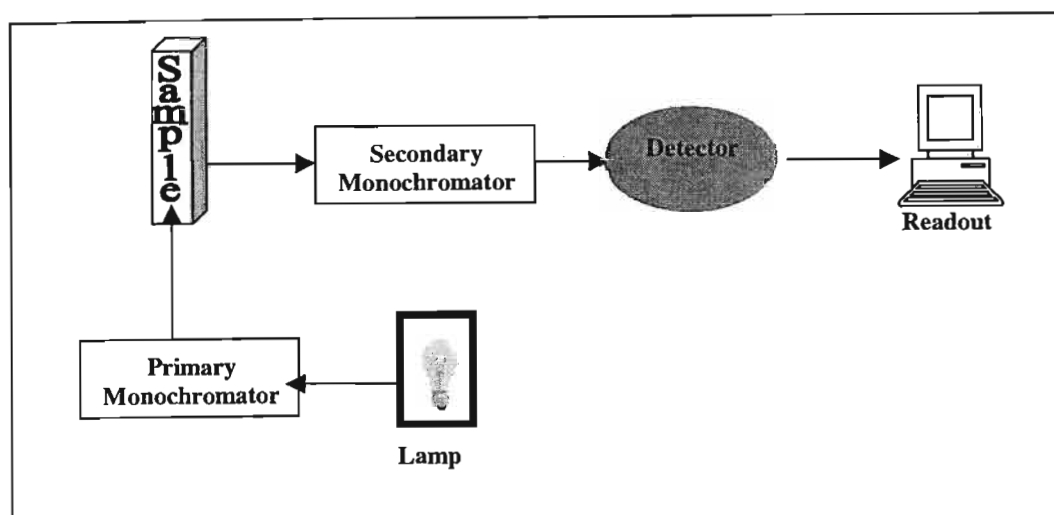 Sample
Secondary
Monochromator
Detector
Readout
Primary
Monochromator
Lamp